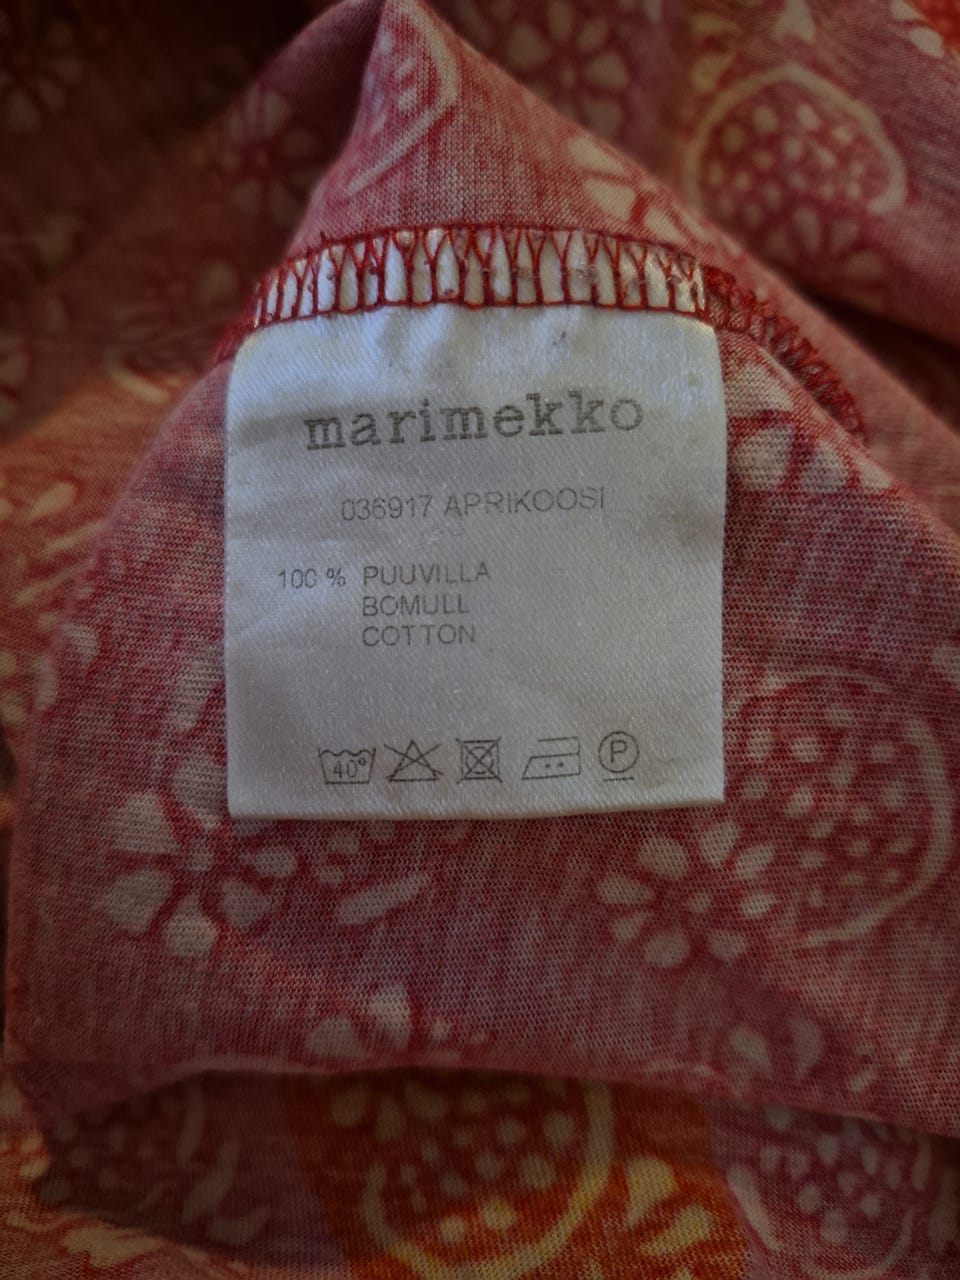 marimekko
036917 APRIKOOSI
100 % PUUVILLA
BOMULL
COTTON
40° P